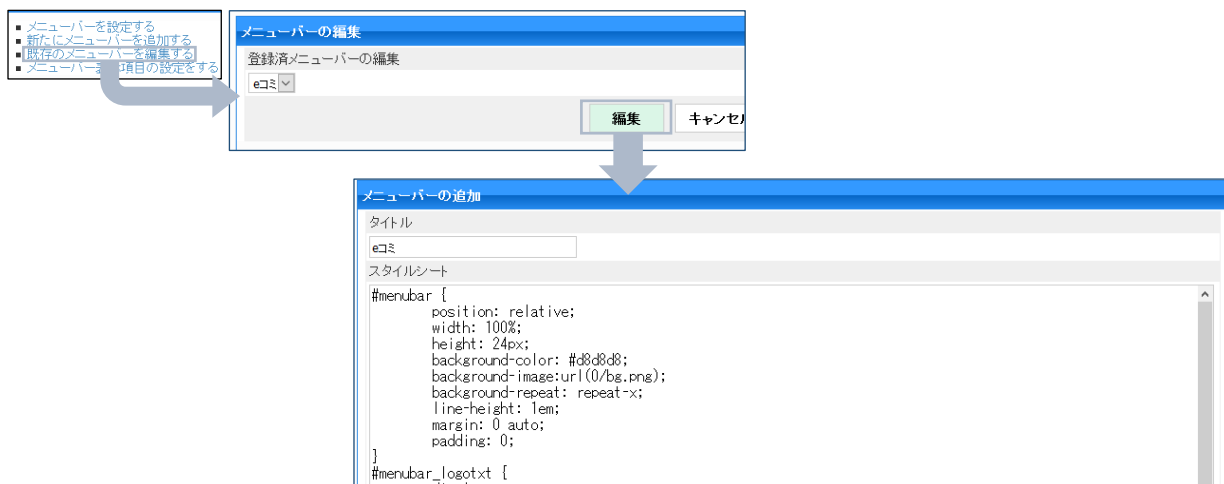 メニューバーを設定する
新たにメニューバーを追加する
既存のメニューバーを編集する
メニューバー項目の設定をする
メニューバーの編集
登録済メニューバーの編集
eコミ
編集 キャンセル
メニューバーの追加
タイトル
eコミ
スタイルシート
#menubar {
position: relative;
width: 100%;
height: 24px;
background-color: #d8d8d8;
background-image:url(0/bg.png);
background-repeat: repeat-x;
line-height: 1em;
margin: 0 auto;
padding: 0;
}
#menubar_logotxt {